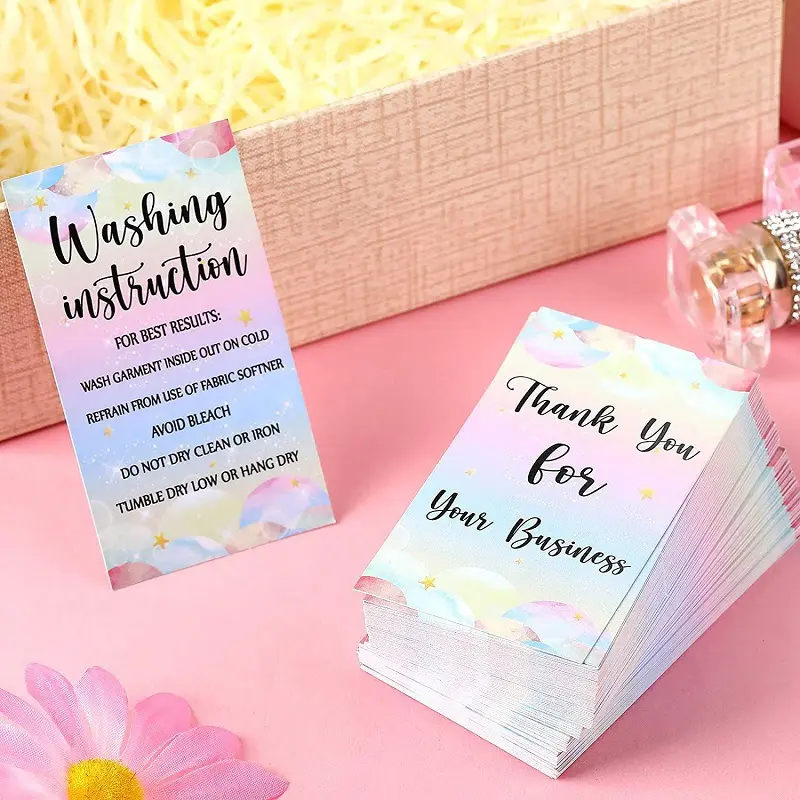 Washing
instruction
FOR BEST RESULTS:
WASH GARMENT INSIDE OUT ON COLD
REFRAIN FROM USE OF FABRIC SOFTNER
AVOID BLEACH
DO NOT DRY CLEAN OR IRON
TUMBLE DRY LOW OR HANG DRY
Thank You
for
Your Business